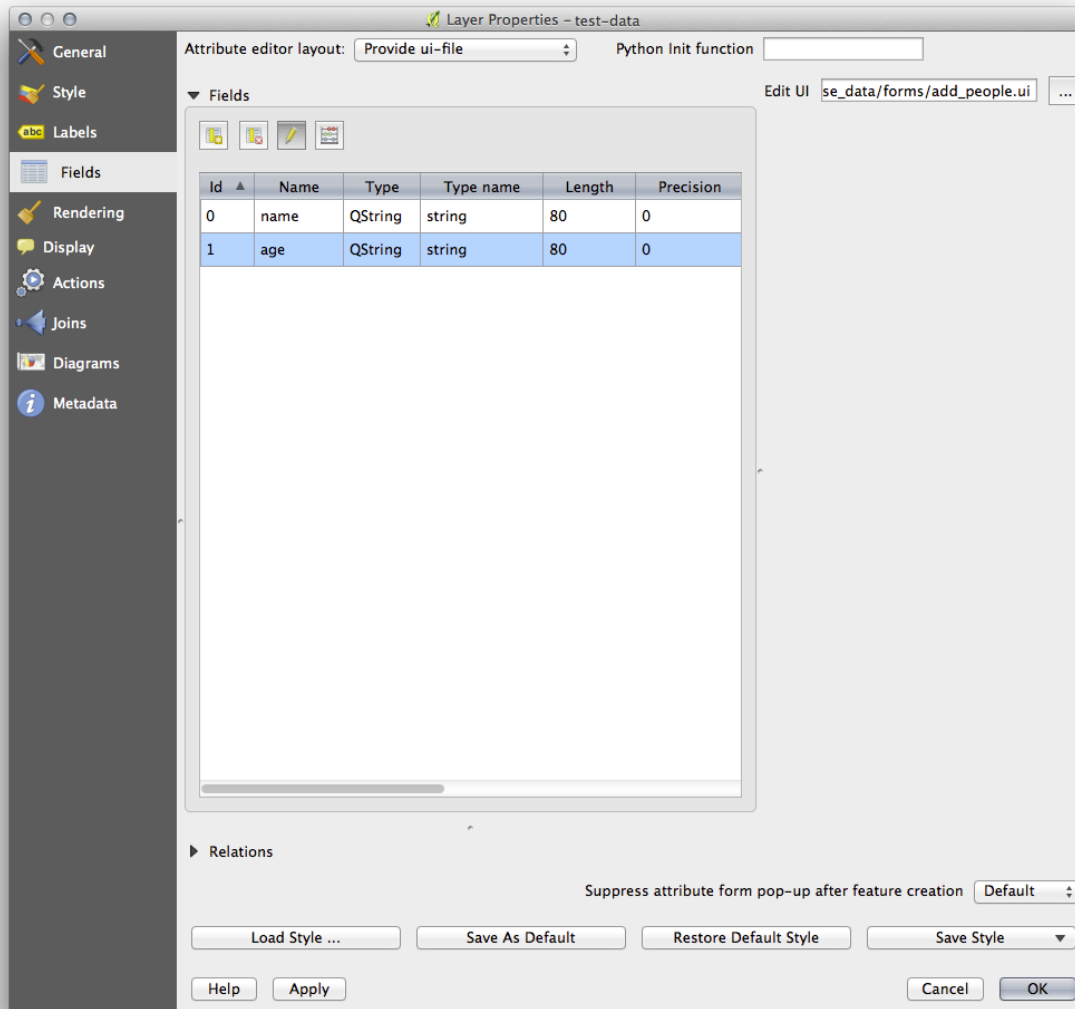 Layer Properties - test-data
General
Style
abc Labels
Fields
Rendering
Display
Actions
Joins
Diagrams
i Metadata
Attribute editor layout: Provide ui-file Python Init function
Fields
Edit UI se_data/forms/add_people.ui ...
Id Name Type Type name Length Precision
0 name QString string 80 0
1 age QString string 80 0
Relations
Suppress attribute form pop-up after feature creation Default
Load Style ... Save As Default Restore Default Style Save Style
Help Apply Cancel OK